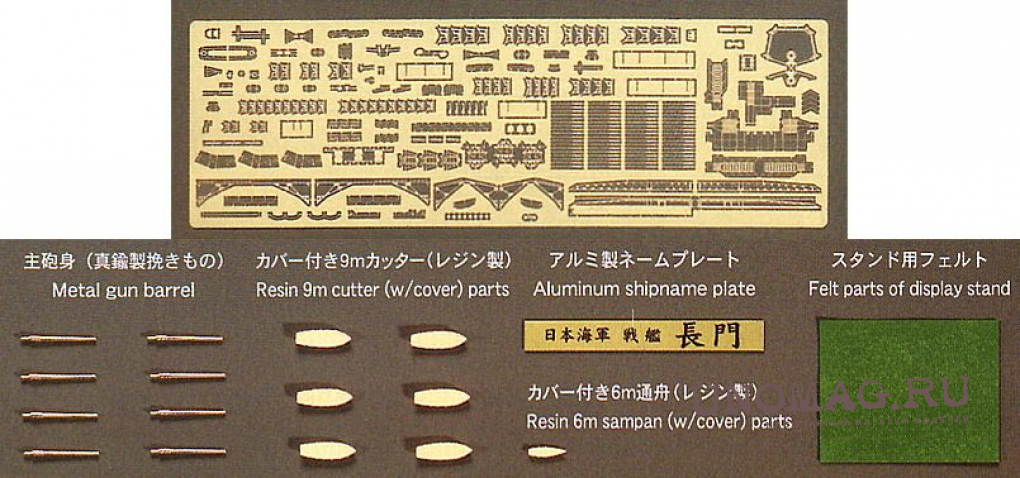 主砲身（真鍮製挽きもの）
Metal gun barrel
カバー付き9mカッター（レジン製）
Resin 9m cutter (w/cover) parts
アルミ製ネームプレート
Aluminum shipname plate
日本海軍 戦艦 長門
カバー付き6m通舟（レジン製）
Resin 6m sampan (w/cover) parts
スタンド用フェルト
Felt parts of display stand